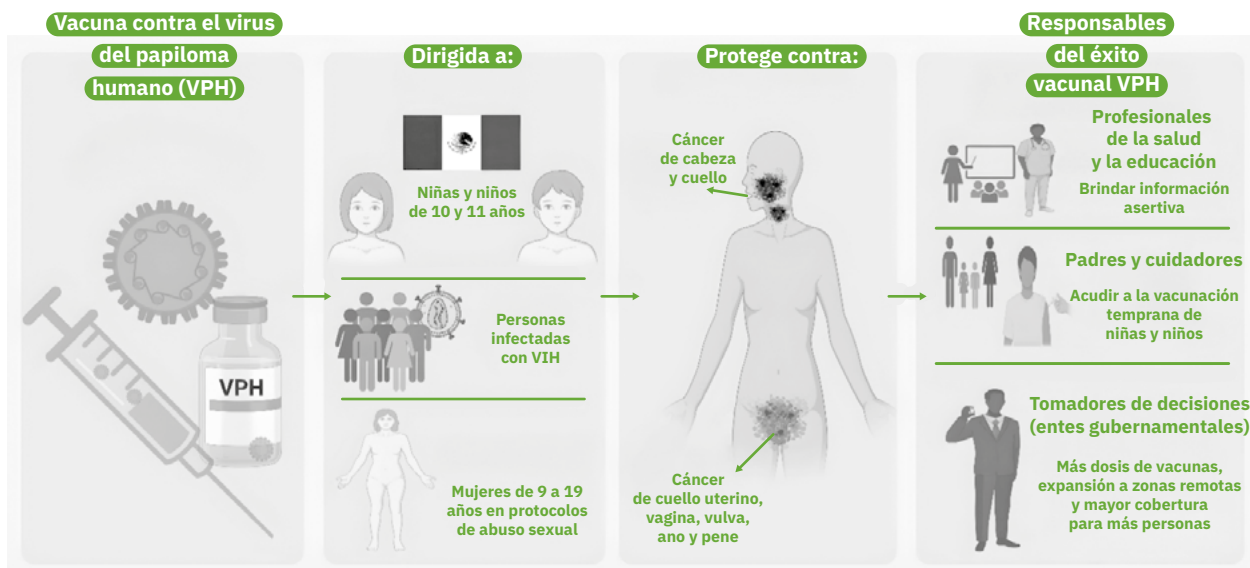 Vacuna contra el virus
del papiloma
humano (VPH)
VPH
Dirigida a:
Niñas y niños
de 10 y 11 años
Personas
infectadas
con VIH
Mujeres de 9 a 19
años en protocolos
de abuso sexual
Protege contra:
Cáncer
de cabeza
y cuello
Cáncer
de cuello uterino,
vagina, vulva,
ano y pene
Responsables
del éxito
vacunal VPH
Profesionales
de la salud
y la educación
Brindar información
asertiva
Padres y cuidadores
Acudir a la vacunación
temprana de
niñas y niños
Tomadores de decisiones
(entes gubernamentales)
Más dosis de vacunas,
expansión a zonas remotas
y mayor cobertura
para más personas